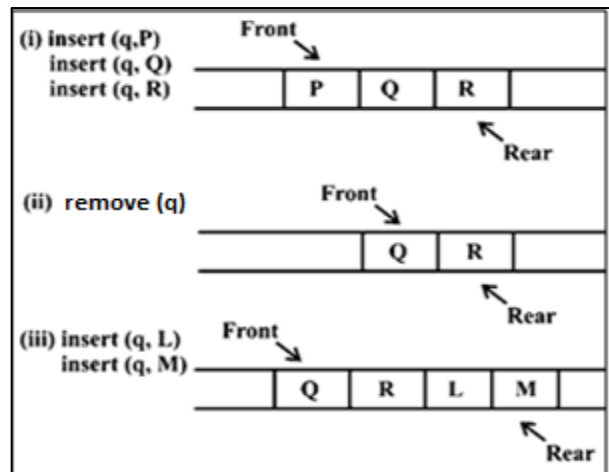 (i) insert (q,P)
Front
insert (q, Q)
insert (q, R)
P Q R
Rear
(ii) remove (q)
Front
Q R
Rear
(iii) insert (q, L)
Front
insert (q, M)
Q R L M
Rear